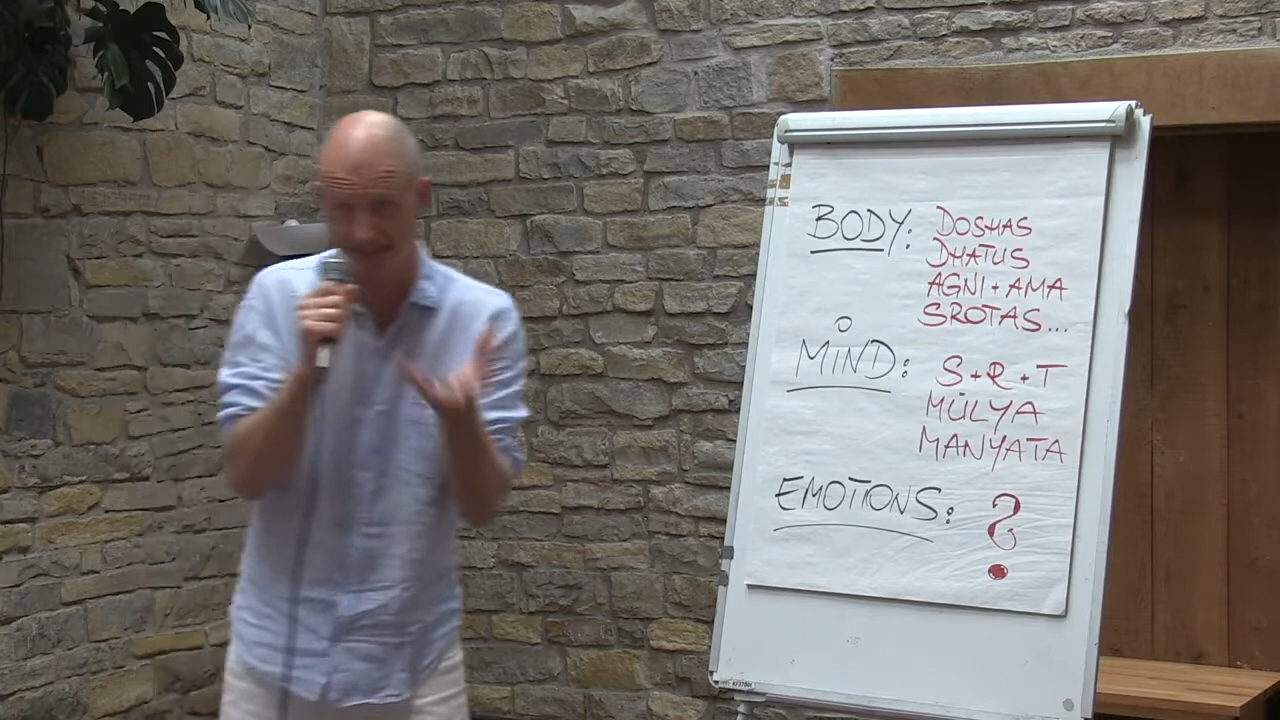 BODY: DOSHAS
DHATUS
AGNI + AMA
SROTAS...
MIND: S+R+T
MŪLYA
MANYATA
EMOTIONS: ?